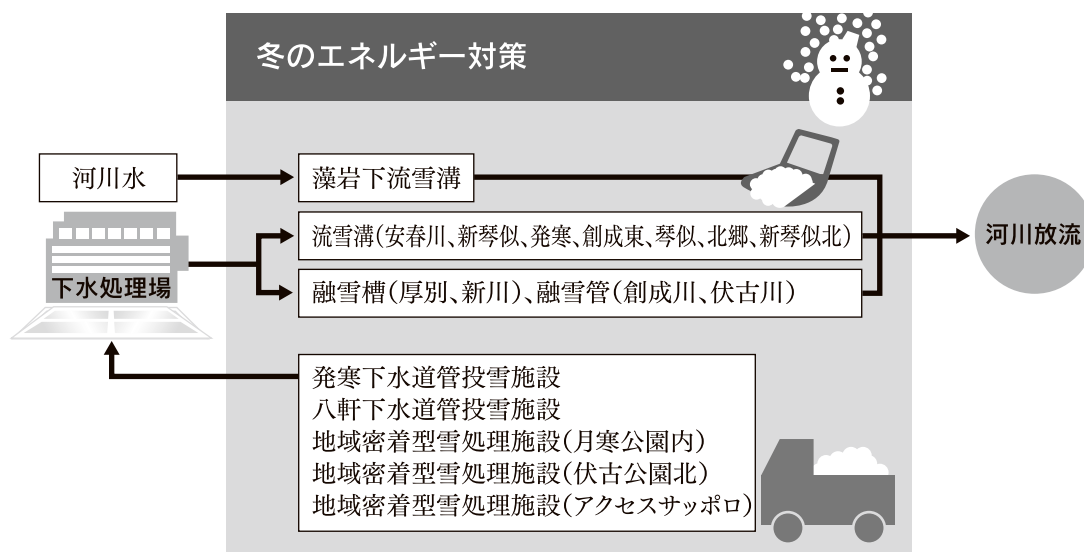 冬のエネルギー対策
河川水
藻岩下流雪溝
流雪溝(安春川、新琴似、発寒、創成東、琴似、北郷、新琴似北)
河川放流
下水処理場
融雪槽(厚別、新川)、融雪管(創成川、伏古川)
発寒下水道管投雪施設
八軒下水道管投雪施設
地域密着型雪処理施設(月寒公園内)
地域密着型雪処理施設(伏古公園北)
地域密着型雪処理施設(アクセスサッポロ)